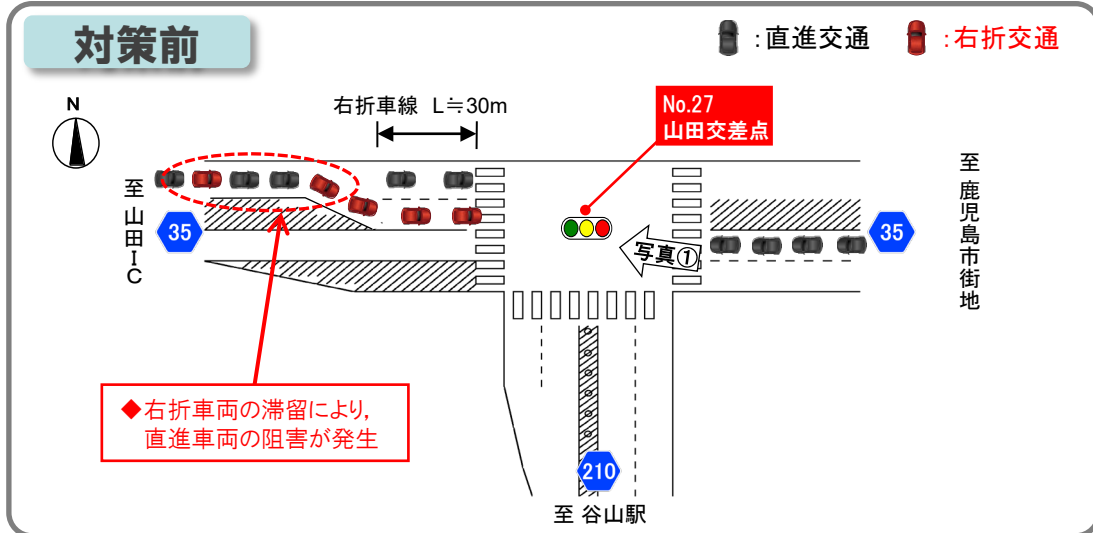 対策前
:直進交通
:右折交通
N
右折車線 L≒30m
No.27
山田交差点
至 山田IC
35
写真①
35
至 鹿児島市街地
◆右折車両の滞留により,
直進車両の阻害が発生
210
至 谷山駅